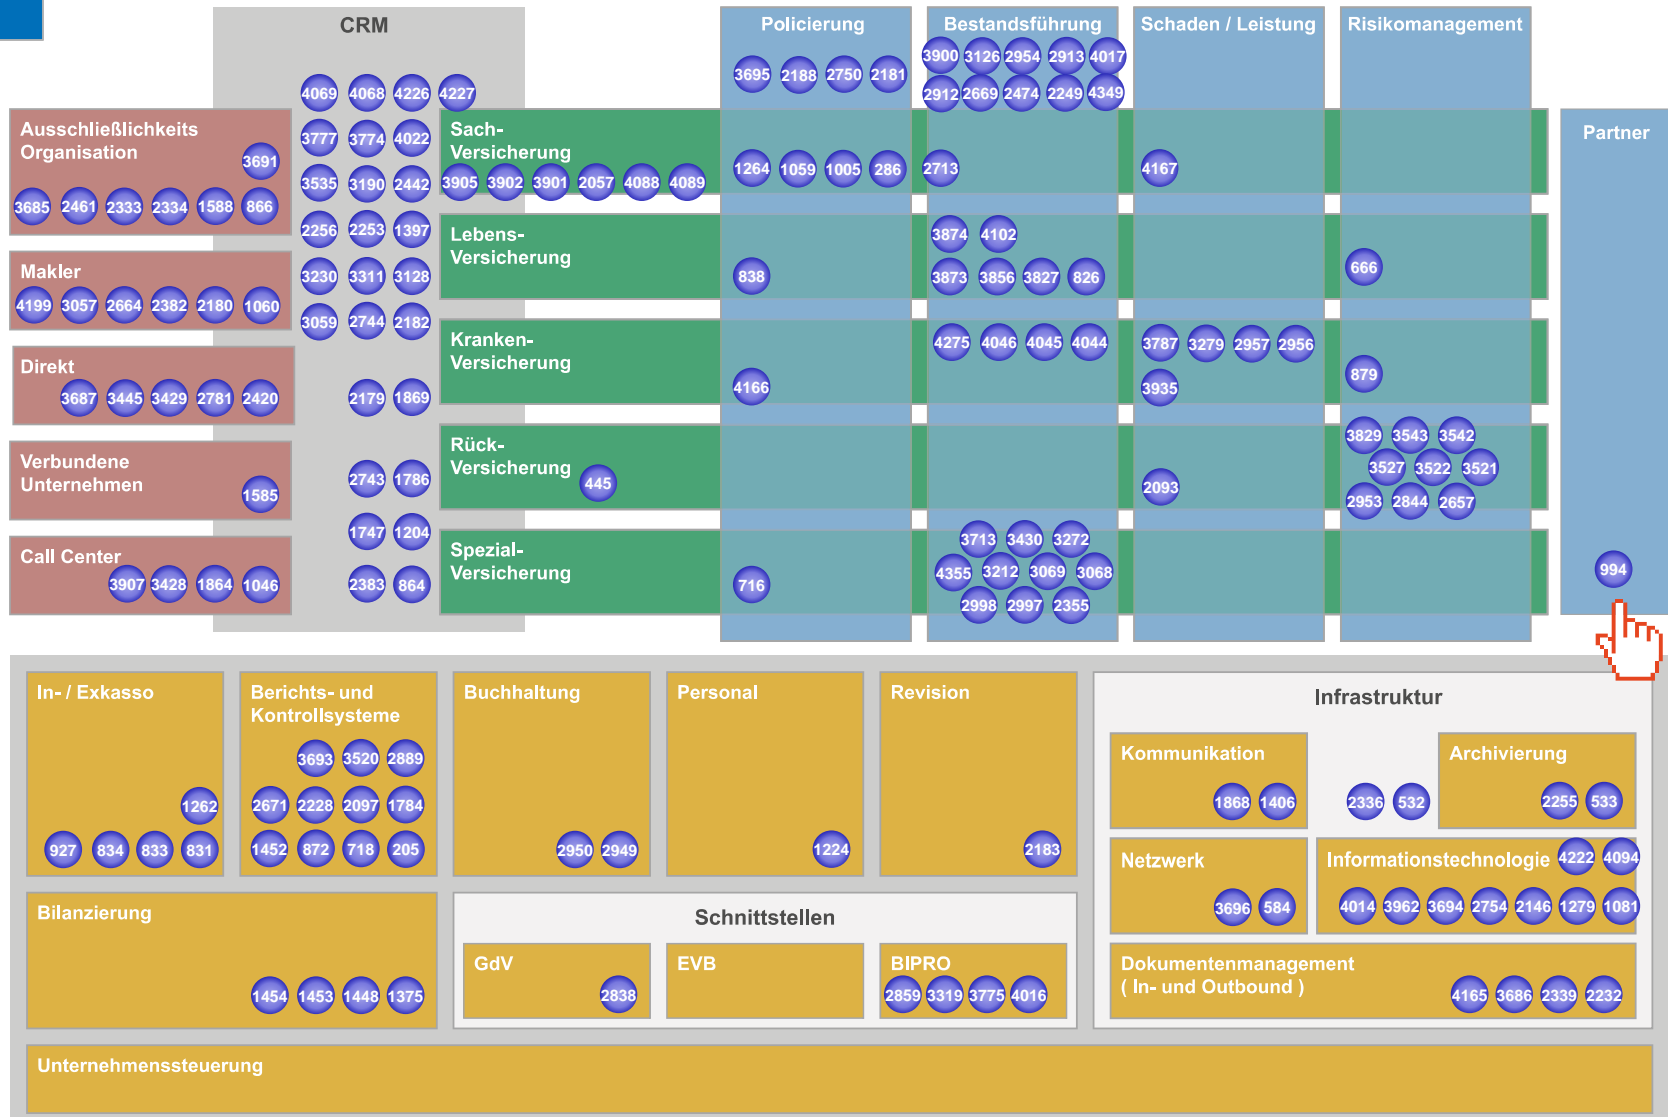 CRM
Policierung
Bestandsführung
Schaden / Leistung
Risikomanagement
3695 2188 2750 2181
3900 3126 2954 2913 4017
2912 2669 2474 2249 4349
4069 4068 4226 4227
3777 3774 4022
3535 3190 2442
2256 2253 1397
3230 3311 3128
3059 2744 2182
2179 1869
2743 1786
1747 1204
2383 864
Ausschließlichkeits
Organisation
3691
3685 2461 2333 2334 1588 866
Makler
4199 3057 2664 2382 2180 1060
Direkt
3687 3445 3429 2781 2420
Verbundene
Unternehmen
1585
Call Center
3907 3428 1864 1046
Sach-
Versicherung
3905 3902 3901 2057 4088 4089
1264 1059 1005 286
2713
4167
Lebens-
Versicherung
838
3874 4102
3873 3856 3827 826
666
Kranken-
Versicherung
4166
4275 4046 4045 4044
3787 3279 2957 2956
3935
879
Rück-
Versicherung
445
2093
3829 3543 3542
3527 3522 3521
2953 2844 2657
Spezial-
Versicherung
716
3713 3430 3272
4355 3212 3069 3068
2998 2997 2355
Partner
994
In- / Exkasso
1262
927 834 833 831
Berichts- und
Kontrollsysteme
3693 3520 2889
2671 2228 2097 1784
1452 872 718 205
Buchhaltung
2950 2949
Personal
1224
Revision
2183
Infrastruktur
Kommunikation
1868 1406
2336 532
Archivierung
2255 533
Netzwerk
3696 584
Informationstechnologie
4222 4094
4014 3962 3694 2754 2146 1279 1081
Dokumentenmanagement
( In- und Outbound )
4165 3686 2339 2232
Bilanzierung
1454 1453 1448 1375
Schnittstellen
GdV
2838
EVB
BIPRO
2859 3319 3775 4016
Unternehmenssteuerung